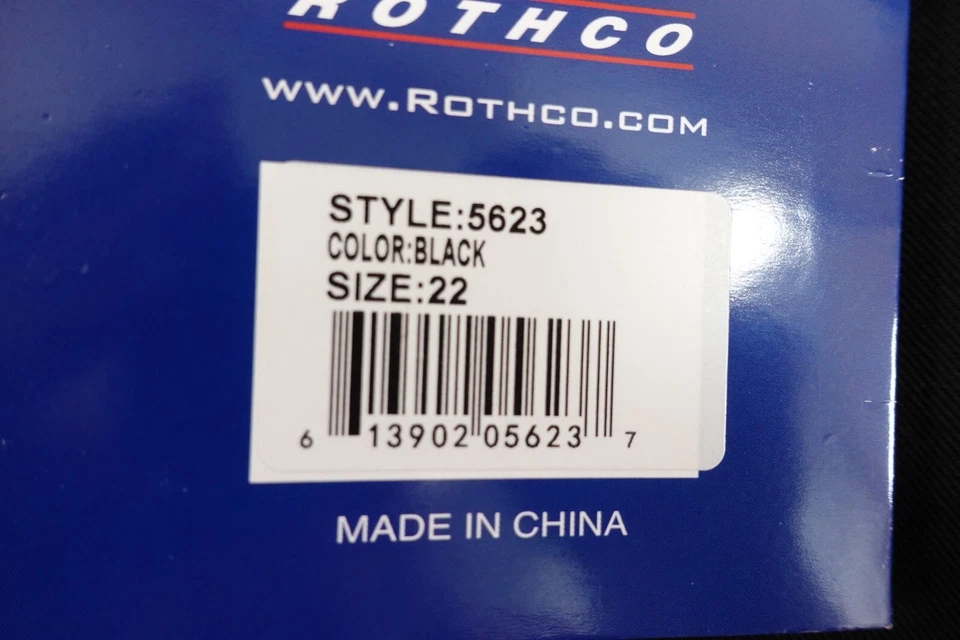 ROTHCO
WWW.ROTHCO.COM
STYLE:5623
COLOR:BLACK
SIZE:22
6 13902 05623 7
MADE IN CHINA